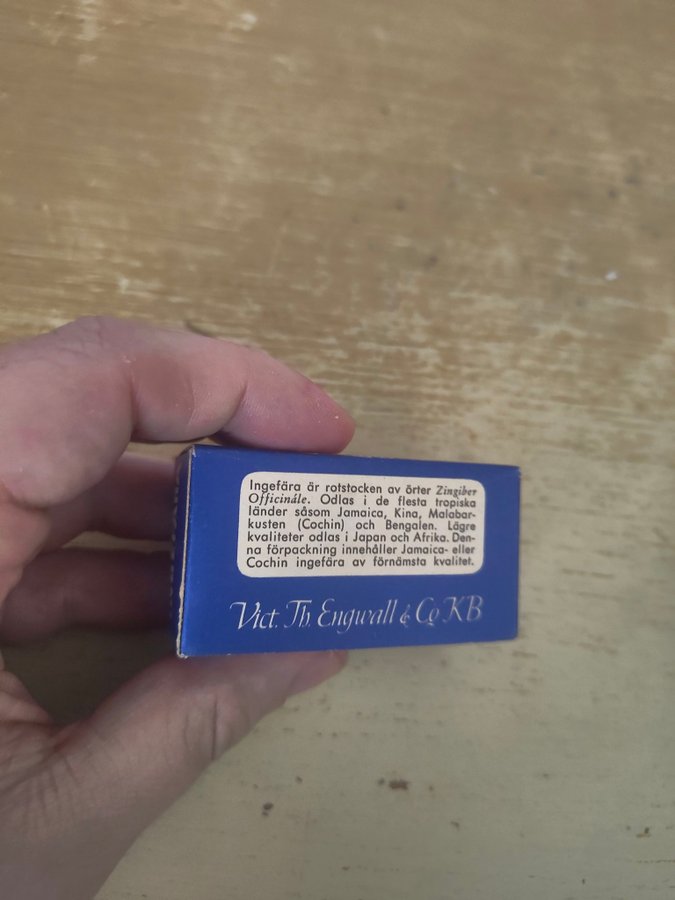 Ingefära är rotstocken av örter Zingiber
Officinále. Odlas i de flesta tropiska
länder såsom Jamaica, Kina, Malabar-
kusten (Cochin) och Bengalen. Lägre
kvaliteter odlas i Japan och Afrika. Den-
na förpackning innehåller Jamaica- eller
Cochin ingefära av förnämsta kvalitet.
Vict. Th. Engwall & Co KB